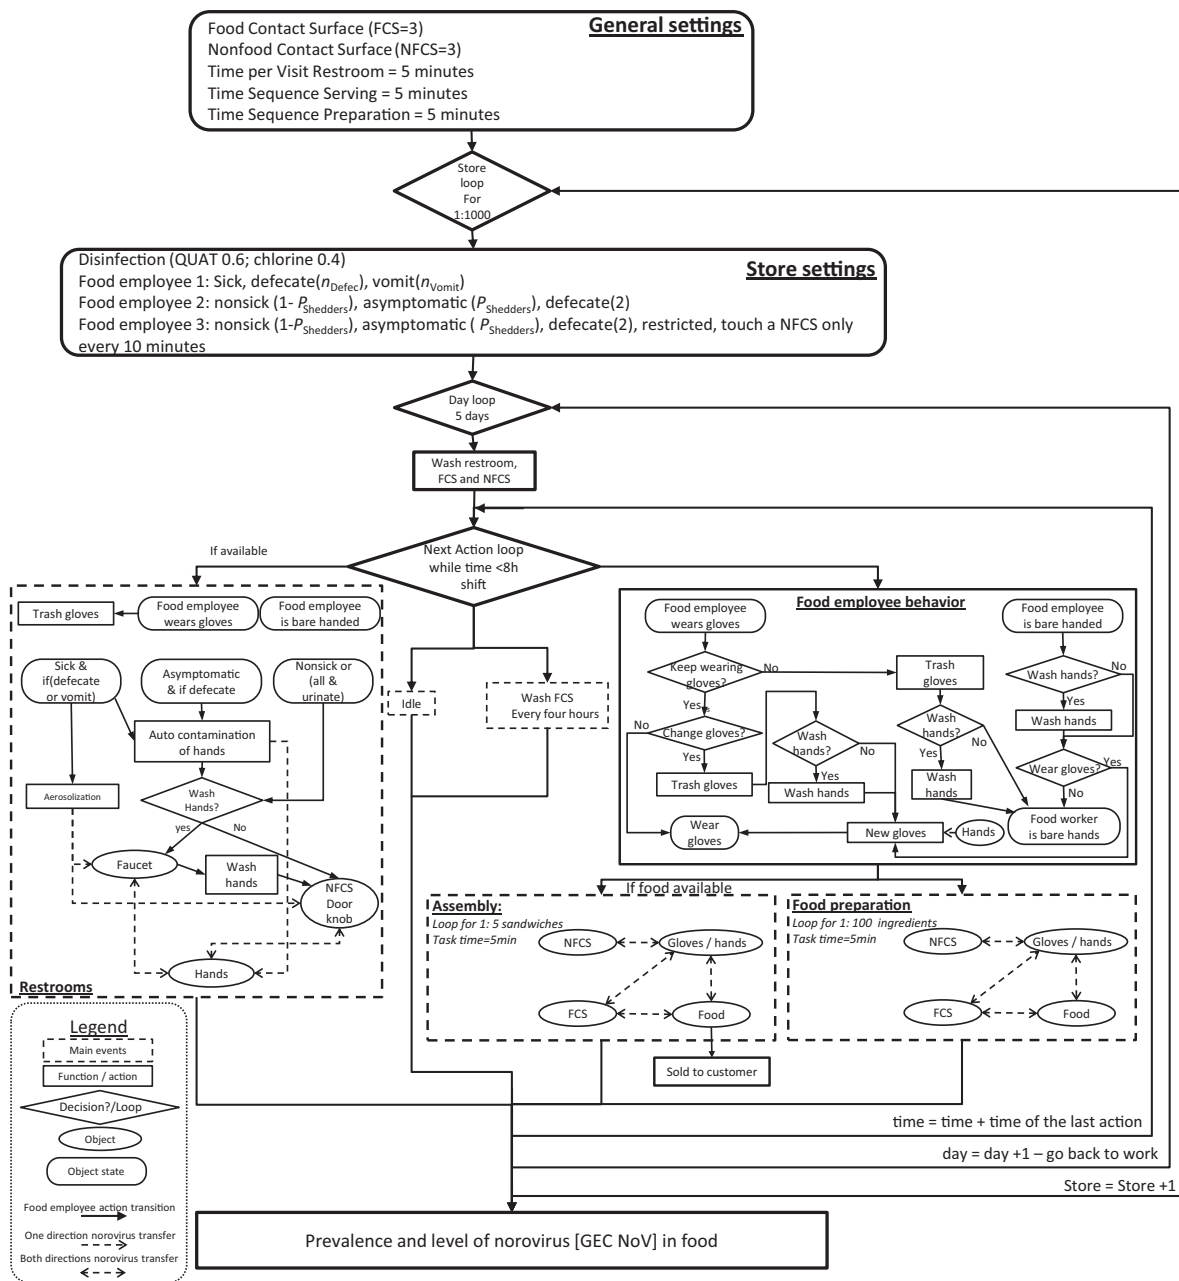 General settings
Food Contact Surface (FCS=3)
Nonfood Contact Surface (NFCS=3)
Time per Visit Restroom = 5 minutes
Time Sequence Serving = 5 minutes
Time Sequence Preparation = 5 minutes
Store
loop
For
1:1000
Store settings
Disinfection (QUAT 0.6; chlorine 0.4)
Food employee 1: Sick, defecate(nDefec), vomit(nVomit)
Food employee 2: nonsick (1- PShedders), asymptomatic (PShedders), defecate(2)
Food employee 3: nonsick (1-PShedders), asymptomatic ( PShedders), defecate(2), restricted, touch a NFCS only
every 10 minutes
Day loop
5 days
Wash restroom,
FCS and NFCS
Next Action loop
while time <8h
shift
If available
Trash gloves
Food employee
wears gloves
Food employee
is bare handed
Sick &
if(defecate
or vomit)
Asymptomatic
& if defecate
Nonsick or
(all &
urinate)
Auto contamination
of hands
Aerosolization
Wash
Hands?
yes
No
Faucet
Wash
hands
NFCS
Door
knob
Hands
Restrooms
Idle
Wash FCS
Every four hours
Food employee behavior
Food employee
wears gloves
Food employee
is bare handed
Keep wearing
gloves?
No
Trash
gloves
Wash hands?
No
Yes
Yes
Wash hands
No
Change gloves?
Wash
hands?
No
Wash
hands?
Yes
No
Wear gloves?
Yes
Yes
Trash gloves
Yes
Wash hands
Wash
hands
No
Wear
gloves
New gloves
Hands
Food worker
is bare hands
If food available
Assembly:
Loop for 1: 5 sandwiches
Task time=5min
NFCS
Gloves / hands
FCS
Food
Sold to customer
Food preparation
Loop for 1: 100 ingredients
Task time=5min
NFCS
Gloves / hands
FCS
Food
Legend
Main events
Function / action
Decision?/Loop
Object
Object state
Food employee action transition
One direction norovirus transfer
Both directions norovirus transfer
time = time + time of the last action
day = day +1 – go back to work
Store = Store +1
Prevalence and level of norovirus [GEC NoV] in food